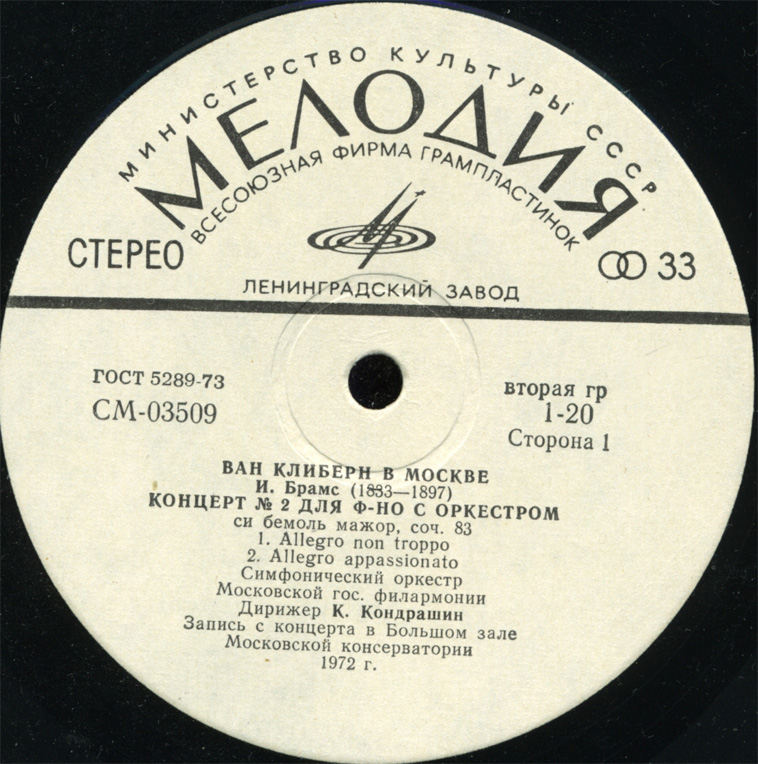 МИНИСТЕРСТВО КУЛЬТУРЫ СССР
МЕЛОДИЯ
ВСЕСОЮЗНАЯ ФИРМА ГРАМПЛАСТИНОК
СТЕРЕО
33
ЛЕНИНГРАДСКИЙ ЗАВОД
ГОСТ 5289-73
СМ-03509
вторая гр
1-20
Сторона 1
ВАН КЛИБЕРН В МОСКВЕ
И. Брамс (1833—1897)
КОНЦЕРТ № 2 ДЛЯ Ф-НО С ОРКЕСТРОМ
си бемоль мажор, соч. 83
1. Allegro non troppo
2. Allegro appassionato
Симфонический оркестр
Московской гос. филармонии
Дирижер К. Кондрашин
Запись с концерта в Большом зале
Московской консерватории
1972 г.